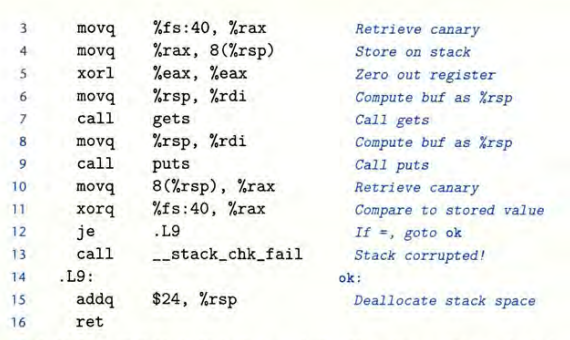 3 movq %fs:40, %rax Retrieve canary
4 movq %rax, 8(%rsp) Store on stack
5 xorl %eax, %eax Zero out register
6 movq %rsp, %rdi Compute buf as %rsp
7 call gets Call gets
8 movq %rsp, %rdi Compute buf as %rsp
9 call puts Call puts
10 movq 8(%rsp), %rax Retrieve canary
11 xorq %fs:40, %rax Compare to stored value
12 je .L9 If =, goto ok
13 call __stack_chk_fail Stack corrupted!
14 .L9: ok:
15 addq $24, %rsp Deallocate stack space
16 ret